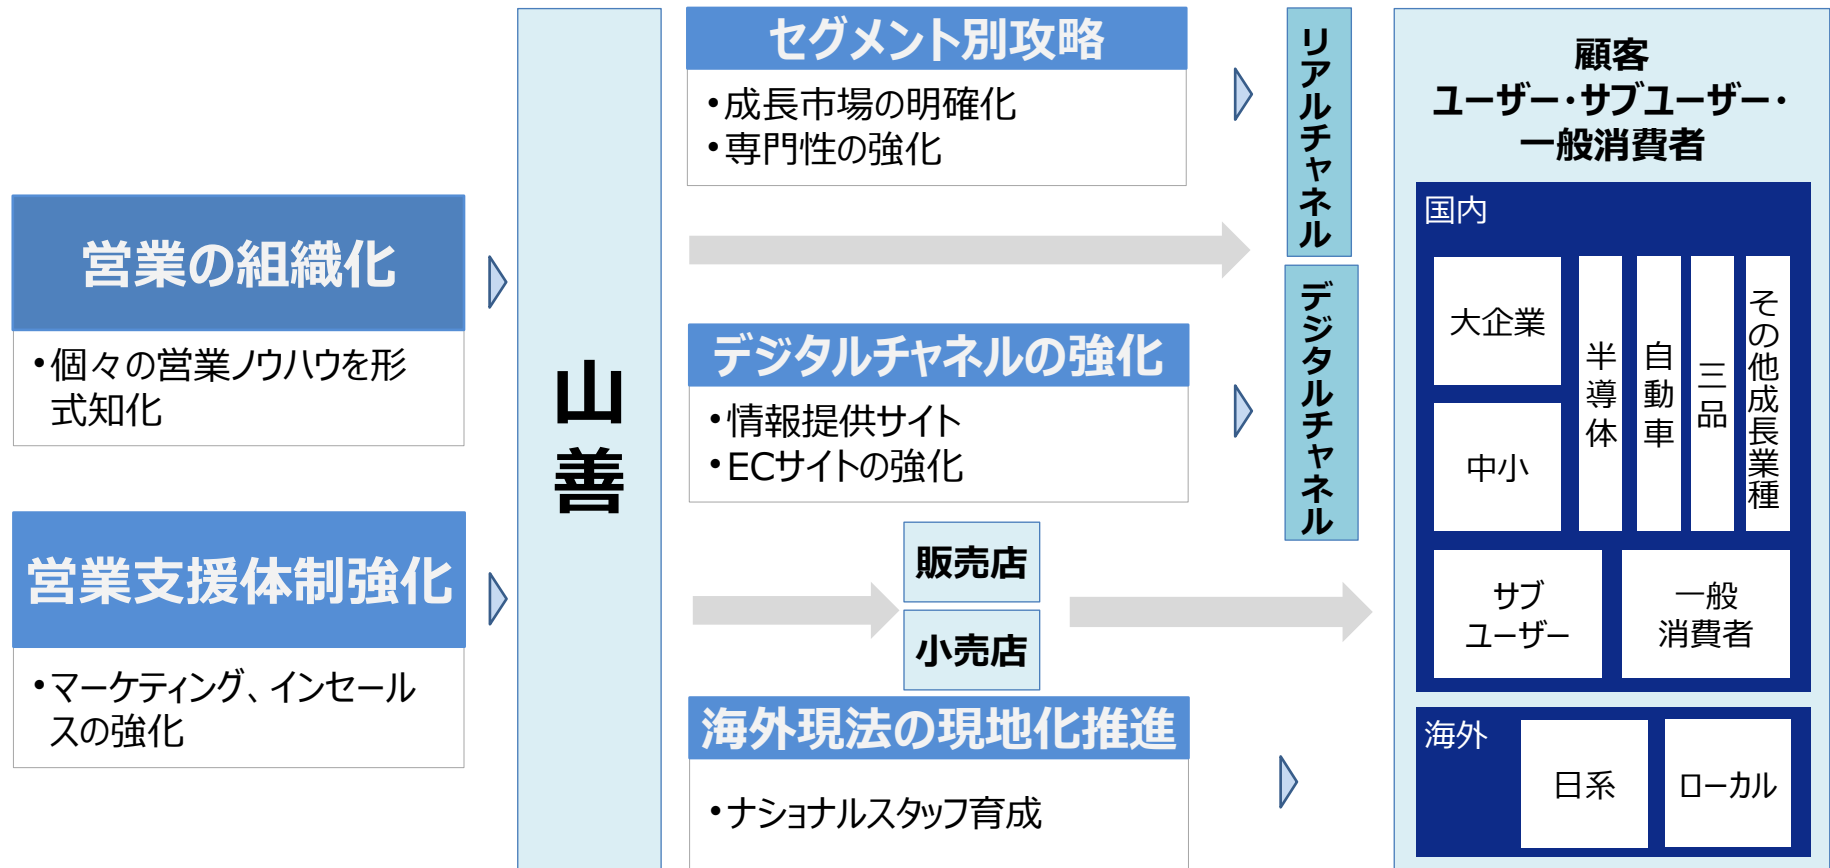 営業の組織化
•個々の営業ノウハウを形
式知化
営業支援体制強化
•マーケティング、インセール
スの強化
山
善
セグメント別攻略
•成長市場の明確化
•専門性の強化
デジタルチャネルの強化
•情報提供サイト
•ECサイトの強化
販売店
小売店
海外現法の現地化推進
•ナショナルスタッフ育成
リアルチャネル
デジタルチャネル
顧客
ユーザー・サブユーザー・
一般消費者
国内
大企業
中小
半導体
自動車
三品
その他成長業種
サブ
ユーザー
一般
消費者
海外
日系
ローカル